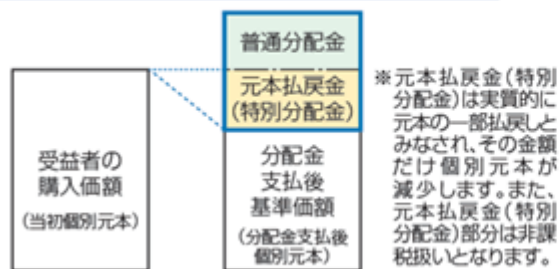 普通分配金
元本払戻金
(特別分配金)
受益者の
購入価額
(当初個別元本)
分配金
支払後
基準価額
(分配金支払後
個別元本)
※元本払戻金(特別
分配金)は実質的に
元本の一部払戻しと
みなされ、その金額
だけ個別元本が
減少します。また、
元本払戻金(特別
分配金)部分は非課
税扱いとなります。